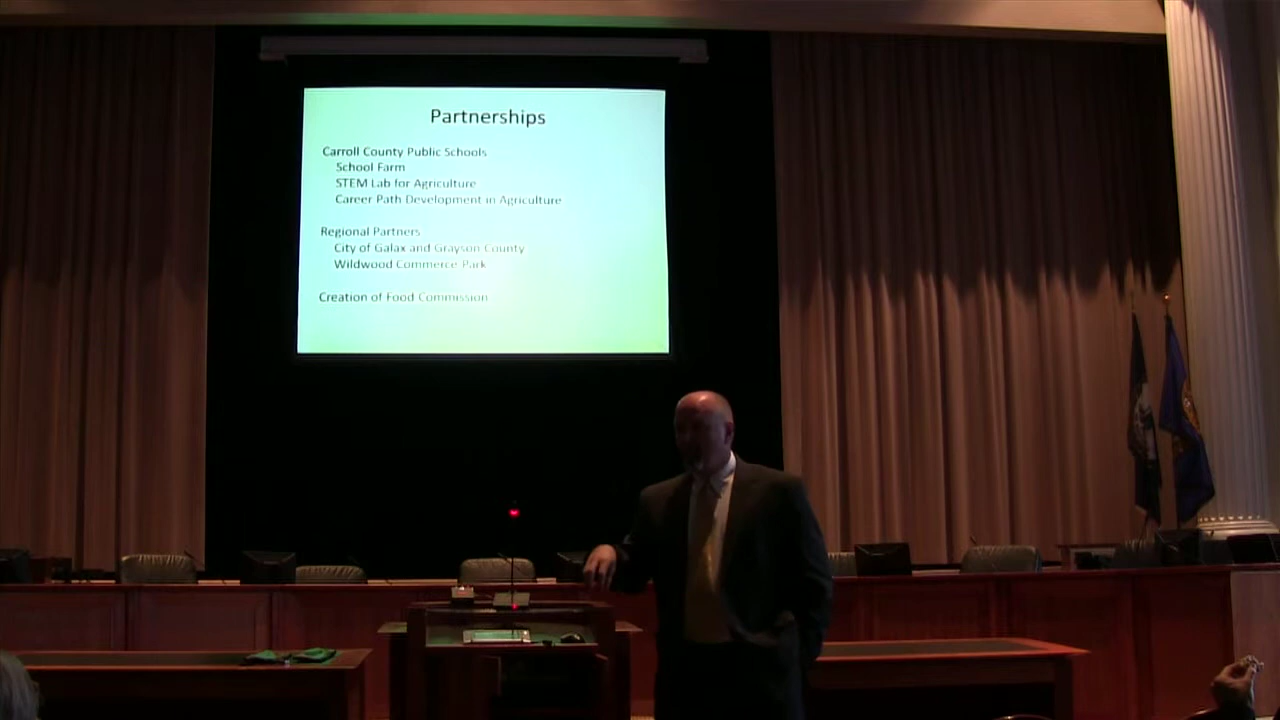 Partnerships
Carroll County Public Schools
School Farm
STEM Lab for Agriculture
Career Path Development in Agriculture
Regional Partners
City of Galax and Grayson County
Wildwood Commerce Park
Creation of Food Commission